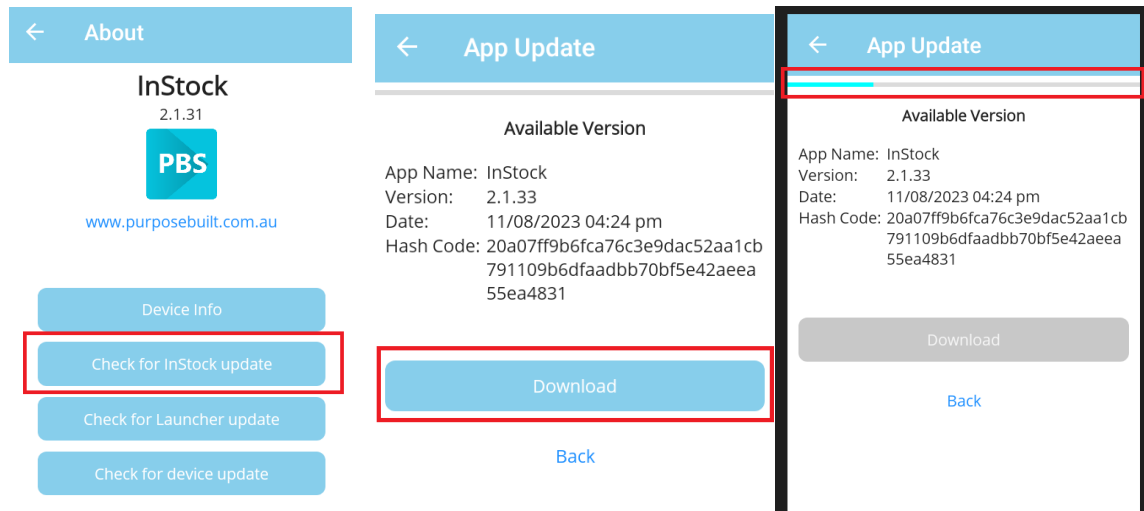 About
InStock
2.1.31
PBS
www.purposebuilt.com.au
Device Info
Check for InStock update
Check for Launcher update
Check for device update
App Update
Available Version
App Name: InStock
Version: 2.1.33
Date: 11/08/2023 04:24 pm
Hash Code: 20a07ff9b6fca76c3e9dac52aa1cb
791109b6dfaadbb70bf5e42aeea
55ea4831
Download
Back
App Update
Available Version
App Name: InStock
Version: 2.1.33
Date: 11/08/2023 04:24 pm
Hash Code: 20a07ff9b6fca76c3e9dac52aa1cb
791109b6dfaadbb70bf5e42aeea
55ea4831
Download
Back